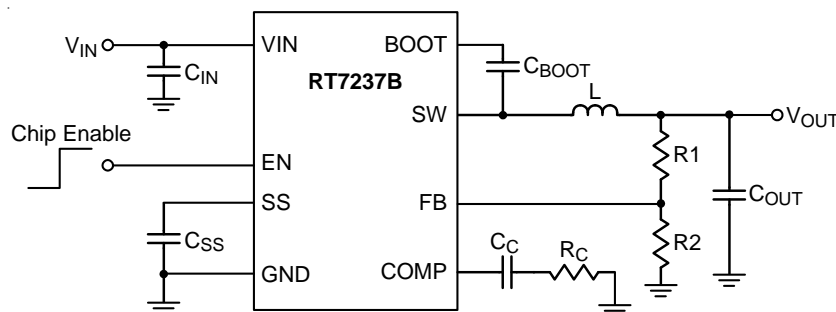 VIN
VIN
BOOT
CIN
RT7237B
CBOOT
SW
L
VOUT
Chip Enable
EN
R1
SS
FB
COUT
CSS
CC
RC
R2
GND
COMP